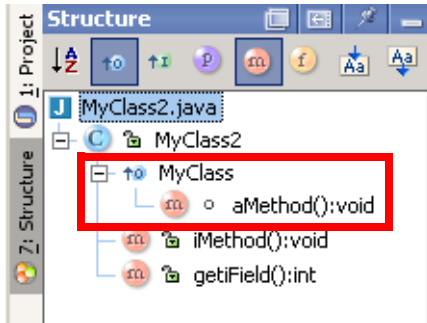 Structure
1: Project
7: Structure
MyClass2.java
MyClass2
MyClass
aMethod():void
iMethod():void
getiField():int